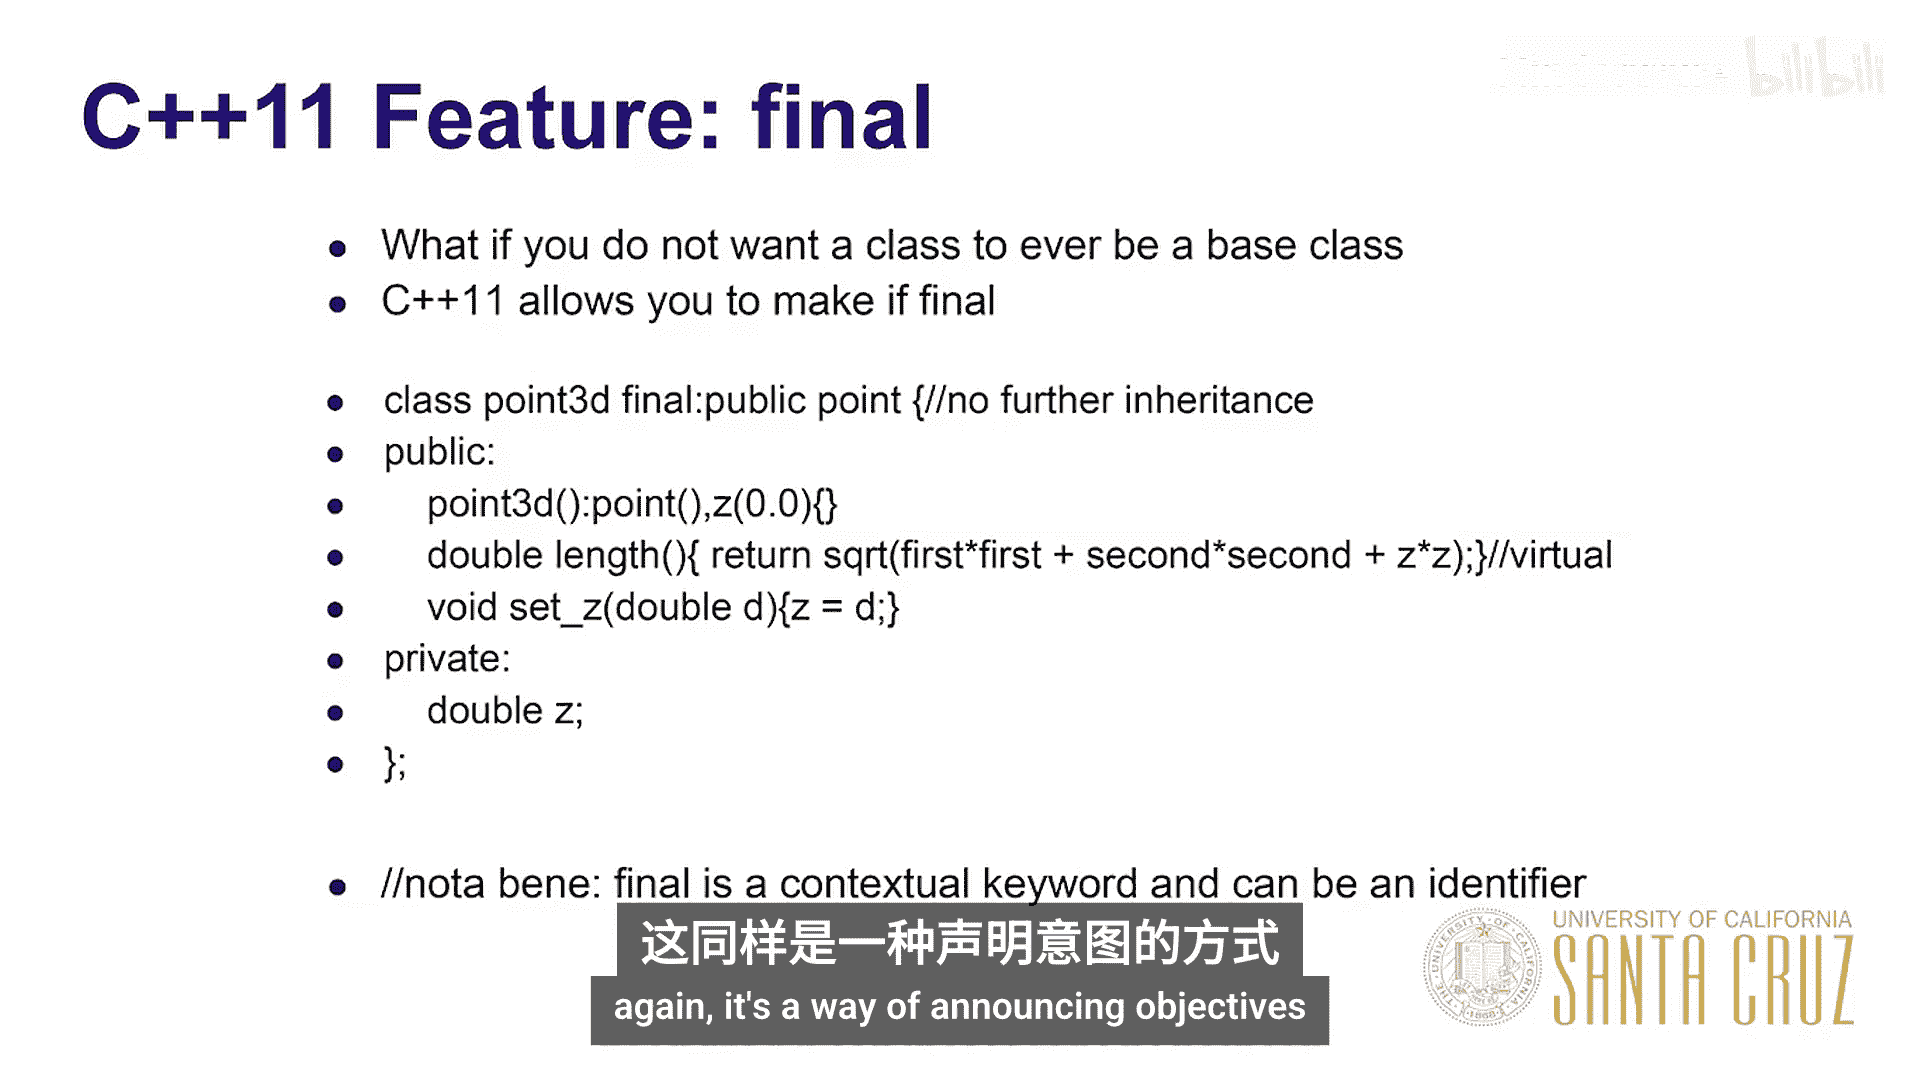 bilibili
C++11 Feature: final
• What if you do not want a class to ever be a base class
• C++11 allows you to make if final
• class point3d final:public point {//no further inheritance
• public:
• point3d():point(),z(0.0){}
• double length(){ return sqrt(first*first + second*second + z*z);}//virtual
• void set_z(double d){z = d;}
• private:
• double z;
• };
• //nota bene: final is a contextual keyword and can be an identifier
这同样是一种声明意图的方式
again, it's a way of announcing objectives
UNIVERSITY OF CALIFORNIA
SANTA CRUZ